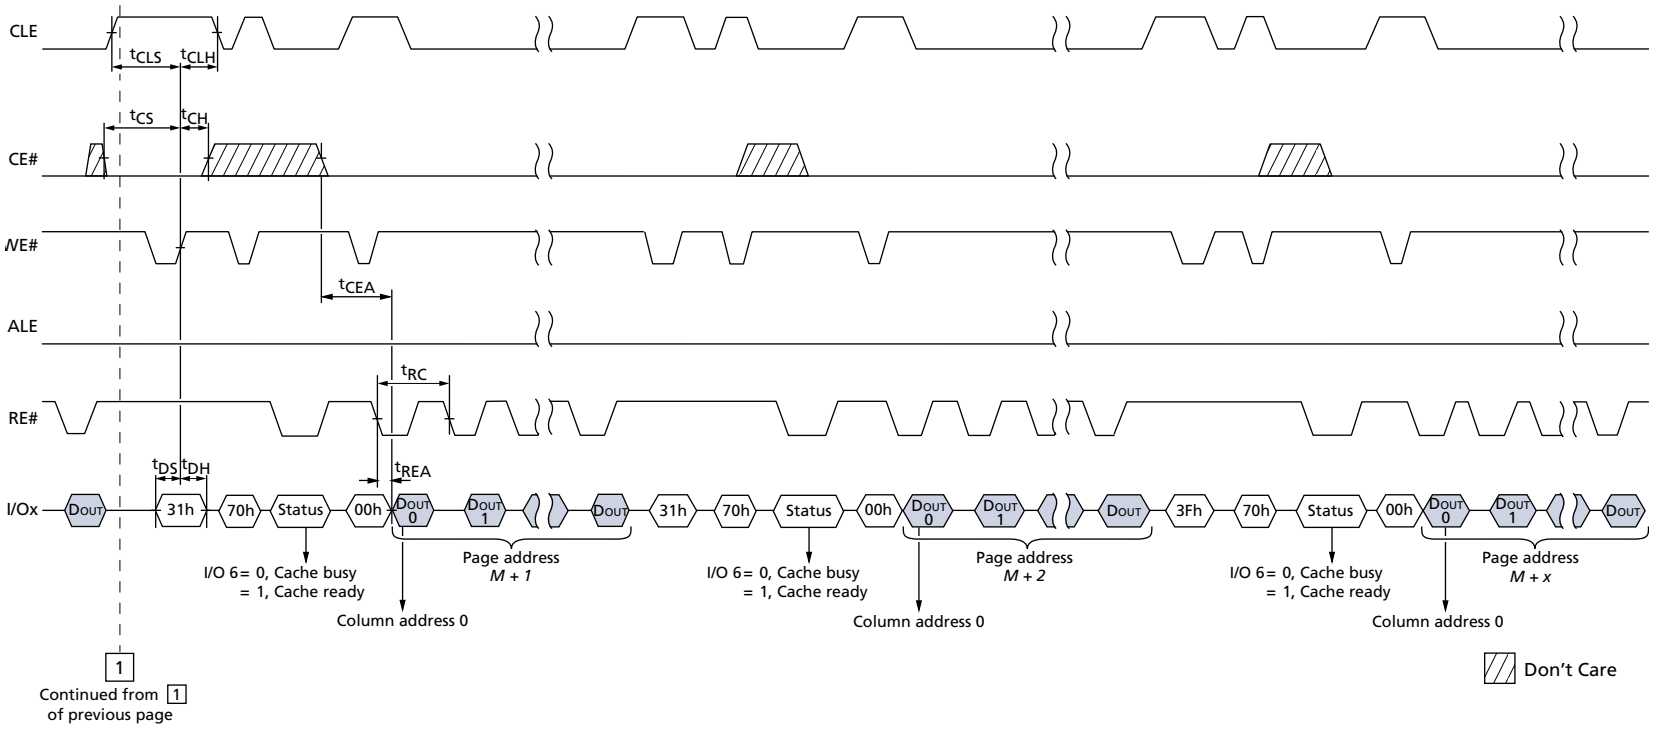 CLE
tCLS tCLH
tCS tCH
CE#
WE#
tCEA
ALE
tRC
RE#
tDS tDH tREA
I/Ox DOUT 31h 70h Status 00h DOUT 0 DOUT 1 DOUT 31h 70h Status 00h DOUT 0 DOUT 1 DOUT 3Fh 70h Status 00h DOUT 0 DOUT 1 DOUT
Page address Page address Page address
M + 1 M + 2 M + x
I/O 6 = 0, Cache busy I/O 6 = 0, Cache busy I/O 6 = 0, Cache busy
= 1, Cache ready = 1, Cache ready = 1, Cache ready
Column address 0 Column address 0 Column address 0
1
Continued from 1
of previous page
Don't Care